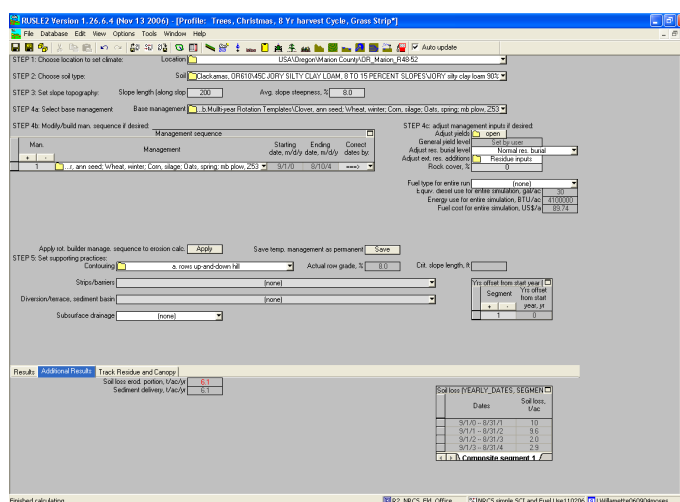 RUSLE2 Version 1.26.6.4 (Nov 13 2006) - [Profile: Trees, Christmas, 8 Yr harvest Cycle, Grass Strip*]
File Database Edit View Options Tools Window Help
Auto update
STEP 1: Choose location to set climate: Location USA\Oregon\Marion County\OR_Marion_R48-52
STEP 2: Choose soil type: Soil Clackamas, OR610\45C JORY SILTY CLAY LOAM, 8 TO 15 PERCENT SLOPES\JORY silty clay loam 90%
STEP 3: Set slope topography: Slope length (along slop 200 Avg. slope steepness, % 8.0
STEP 4a: Select base management Base management ...b.Multi-year Rotation Templates\Clover, ann seed; Wheat, winter; Corn, silage; Oats, spring; mb plow, Z53
STEP 4b: Modify/build man. sequence if desired:
Management sequence
Man. Management Starting date, m/d/y Ending date, m/d/y Correct dates by:
+ -
1 ...r, ann seed; Wheat, winter; Corn, silage; Oats, spring; mb plow, Z53 9/1/0 8/10/4 ===>
STEP 4c: adjust management inputs if desired:
Adjust yields open
General yield level Set by user
Adjust res. burial level Normal res. burial
Adjust ext. res. additions Residue inputs
Rock cover, % 0
Fuel type for entire run (none)
Equiv. diesel use for entire simulation, gal/ac 30
Energy use for entire simulation, BTU/ac 4100000
Fuel cost for entire simulation, US$/a 89.74
Apply rot. builder manage. sequence to erosion calc. Apply Save temp. management as permanent Save
STEP 5: Set supporting practices:
Contouring a. rows up-and-down hill Actual row grade, % 8.0 Crit. slope length, ft
Strips/barriers (none)
Diversion/terrace, sediment basin (none)
Subsurface drainage (none)
Yrs offset from start year (
Segment Yrs offset from start year, yr
+ -
1 0
Results Additional Results Track Residue and Canopy
Soil loss erod. portion, t/ac/yr 6.1
Sediment delivery, t/ac/yr 6.1
Soil loss (YEARLY_DATES, SEGMEN
Dates Soil loss, t/ac
9/1/0 -- 8/31/1 10
9/1/1 -- 8/31/2 9.6
9/1/2 -- 8/31/3 2.0
9/1/3 -- 8/31/4 2.9
Composite segment 1
Finished calculating R2_NRCS_Fld_Office NRCS simple SCI and Fuel Use110206